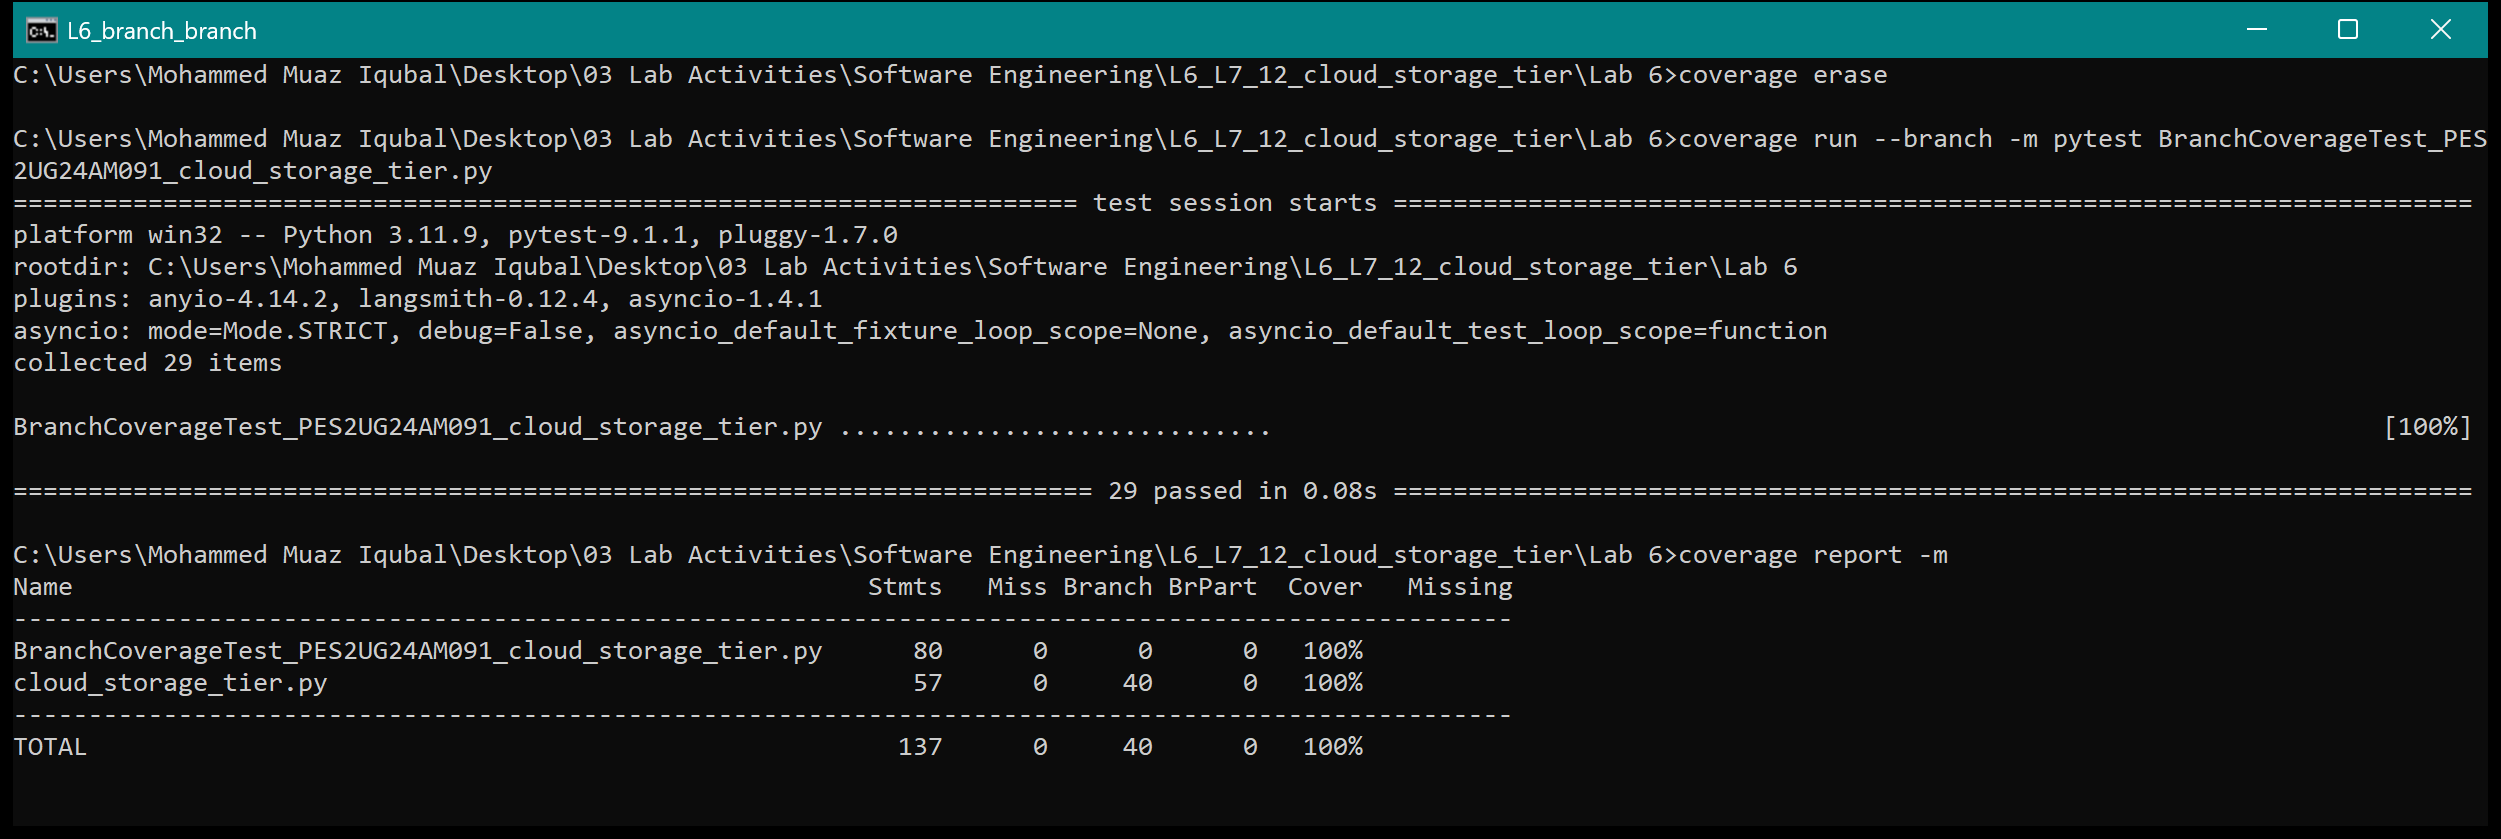 L6_branch_branch
C:\Users\Mohammed Muaz Iqubal\Desktop\03 Lab Activities\Software Engineering\L6_L7_12_cloud_storage_tier\Lab 6>coverage erase
C:\Users\Mohammed Muaz Iqubal\Desktop\03 Lab Activities\Software Engineering\L6_L7_12_cloud_storage_tier\Lab 6>coverage run --branch -m pytest BranchCoverageTest_PES
2UG24AM091_cloud_storage_tier.py
======================================================================= test session starts ========================================================================
platform win32 -- Python 3.11.9, pytest-9.1.1, pluggy-1.7.0
rootdir: C:\Users\Mohammed Muaz Iqubal\Desktop\03 Lab Activities\Software Engineering\L6_L7_12_cloud_storage_tier\Lab 6
plugins: anyio-4.14.2, langsmith-0.12.4, asyncio-1.4.1
asyncio: mode=Mode.STRICT, debug=False, asyncio_default_fixture_loop_scope=None, asyncio_default_test_loop_scope=function
collected 29 items
BranchCoverageTest_PES2UG24AM091_cloud_storage_tier.py ............................. [100%]
======================================================================== 29 passed in 0.08s ========================================================================
C:\Users\Mohammed Muaz Iqubal\Desktop\03 Lab Activities\Software Engineering\L6_L7_12_cloud_storage_tier\Lab 6>coverage report -m
Name Stmts Miss Branch BrPart Cover Missing
----------------------------------------------------------------------------------------------------
BranchCoverageTest_PES2UG24AM091_cloud_storage_tier.py 80 0 0 0 100%
cloud_storage_tier.py 57 0 40 0 100%
----------------------------------------------------------------------------------------------------
TOTAL 137 0 40 0 100%